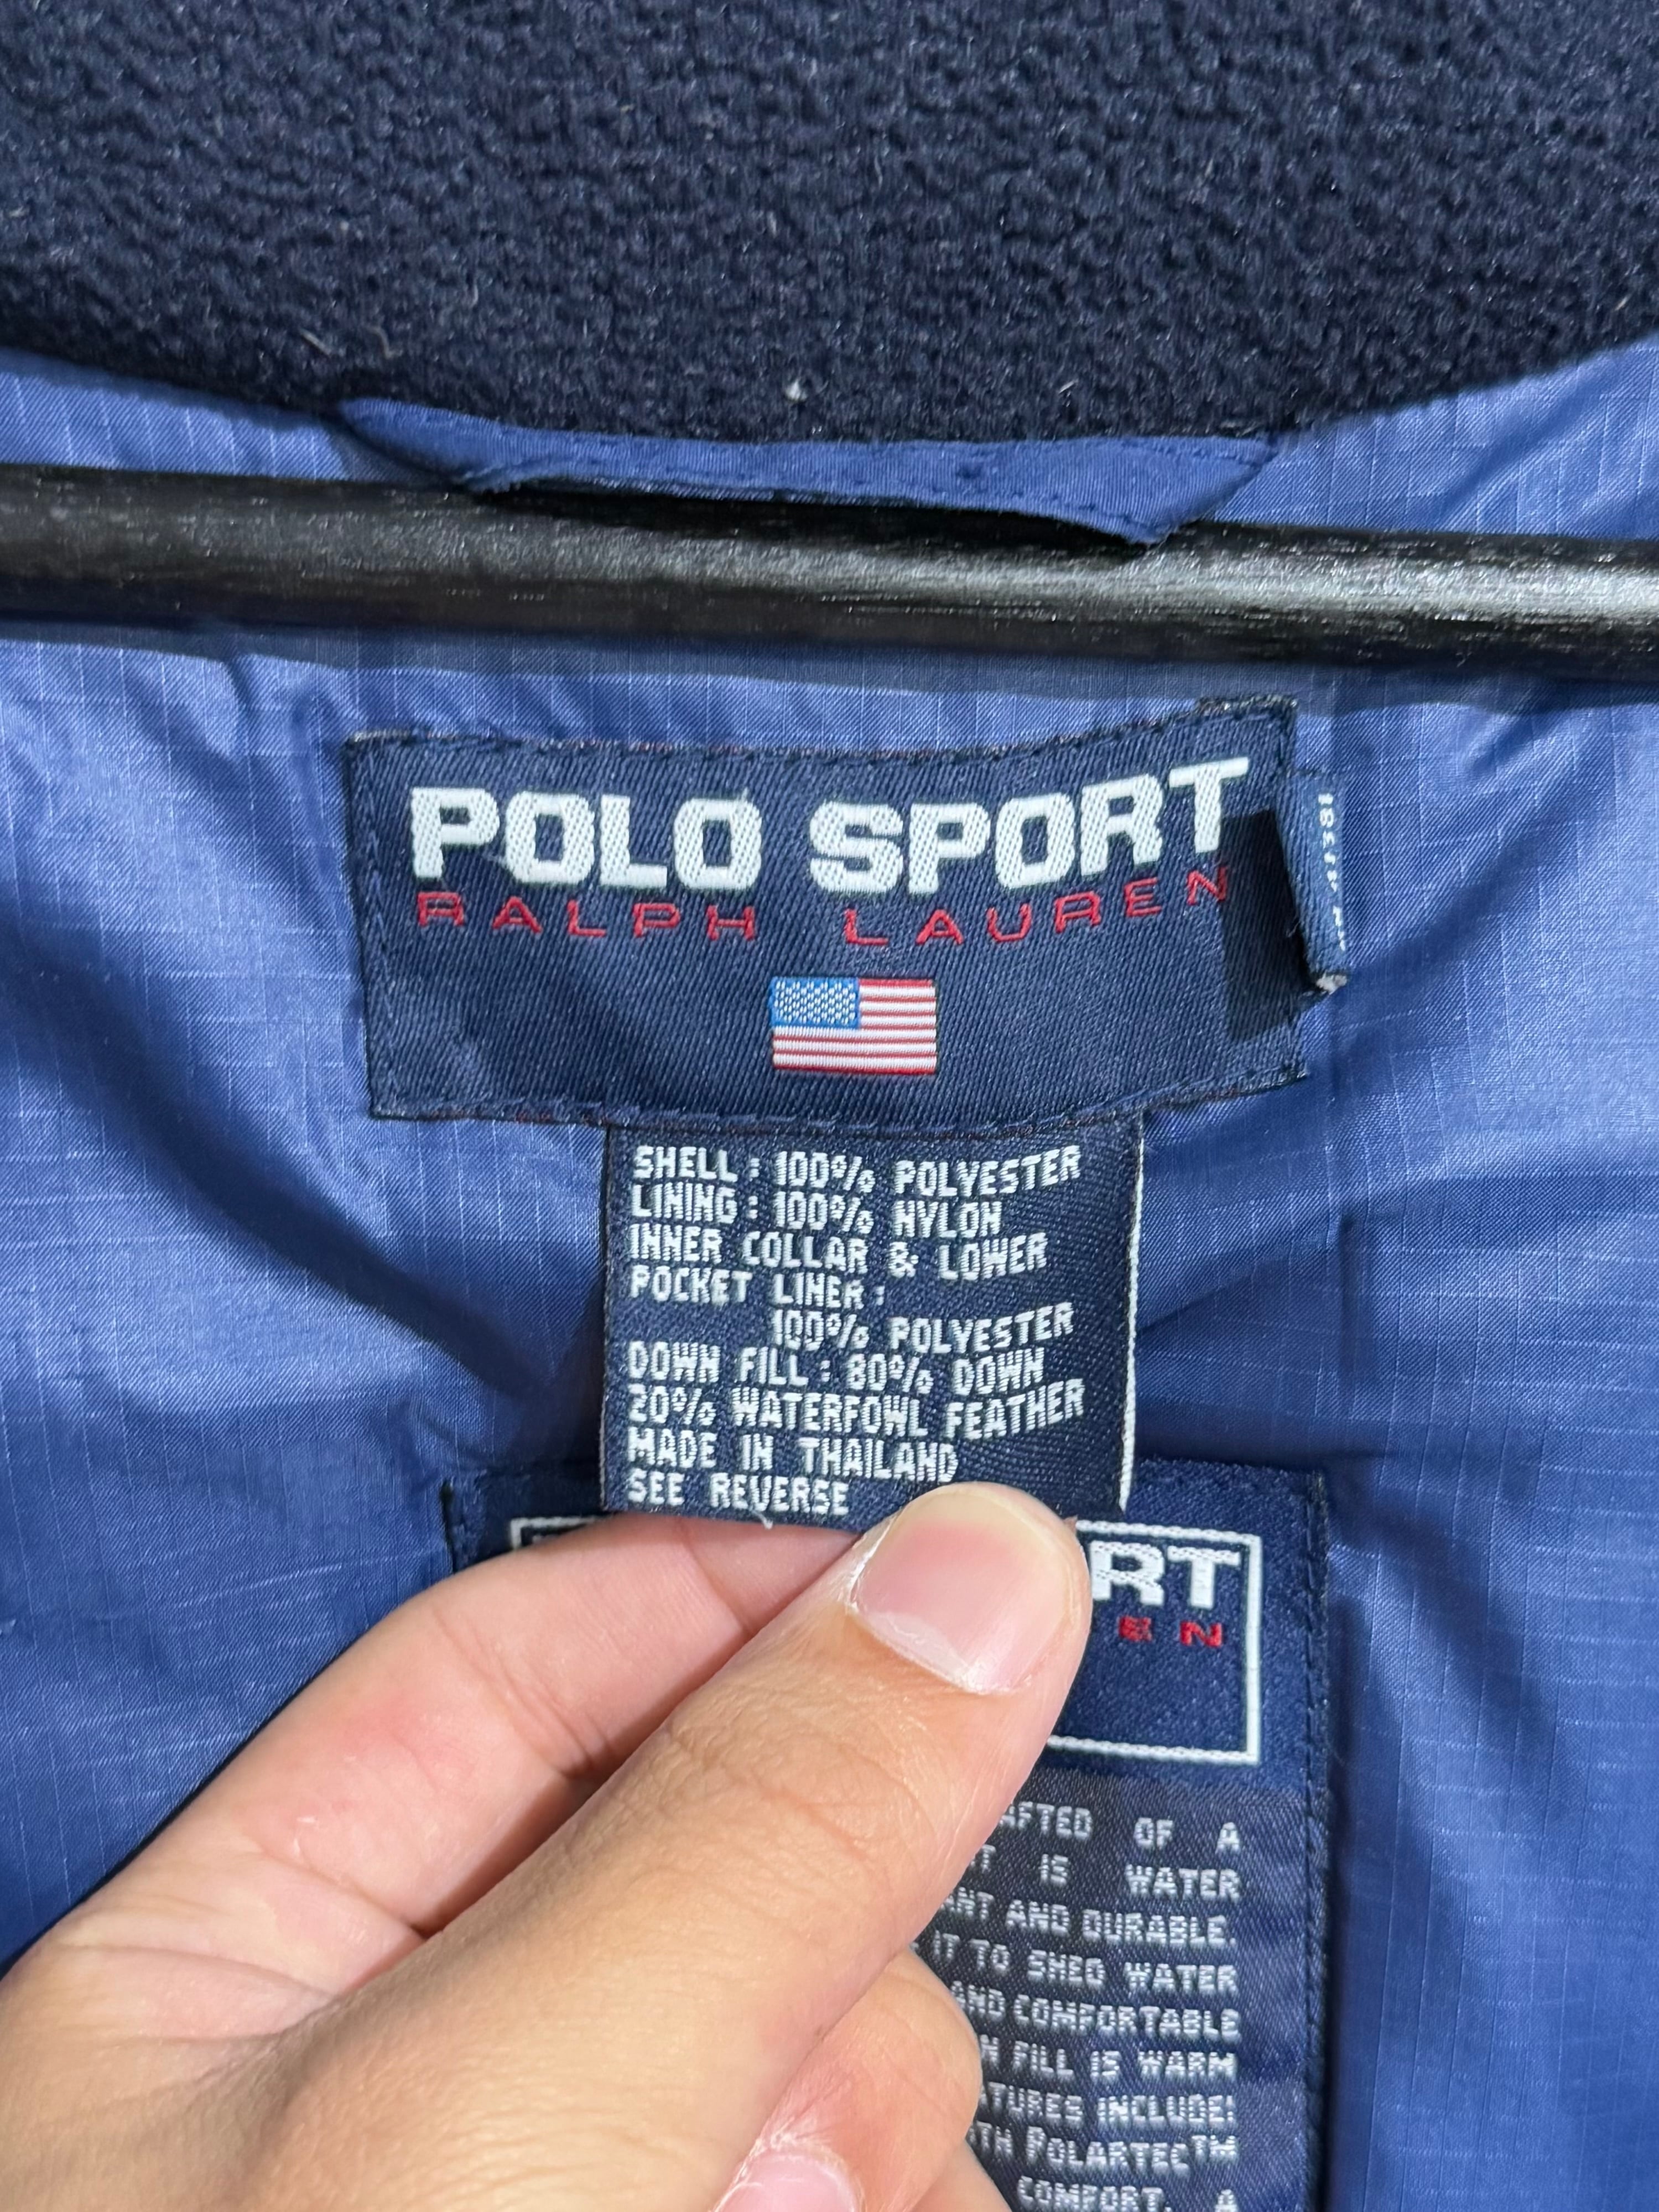 POLO SPORT
RALPH LAUREN
SHELL: 100% POLYESTER
LINING: 100% NYLON
INNER COLLAR & LOWER
POCKET LINER:
100% POLYESTER
DOWN FILL: 80% DOWN
20% WATERFOWL FEATHER
MADE IN THAILAND
SEE REVERSE
RT
EN
AFTED OF A
IS WATER
AND DURABLE.
IT TO SHED WATER
AND COMFORTABLE
FILL IS WARM
INCLUDE:
POLARTEC™
COMFORT. A